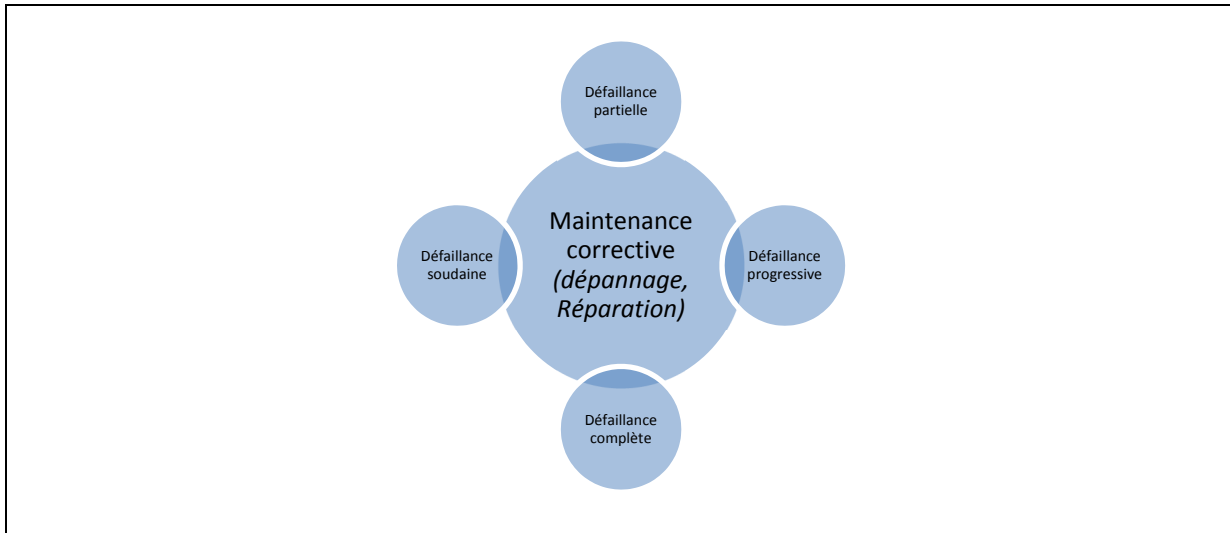 Défaillance
partielle
Maintenance
corrective
(dépannage,
Réparation)
Défaillance
soudaine
Défaillance
progressive
Défaillance
complète